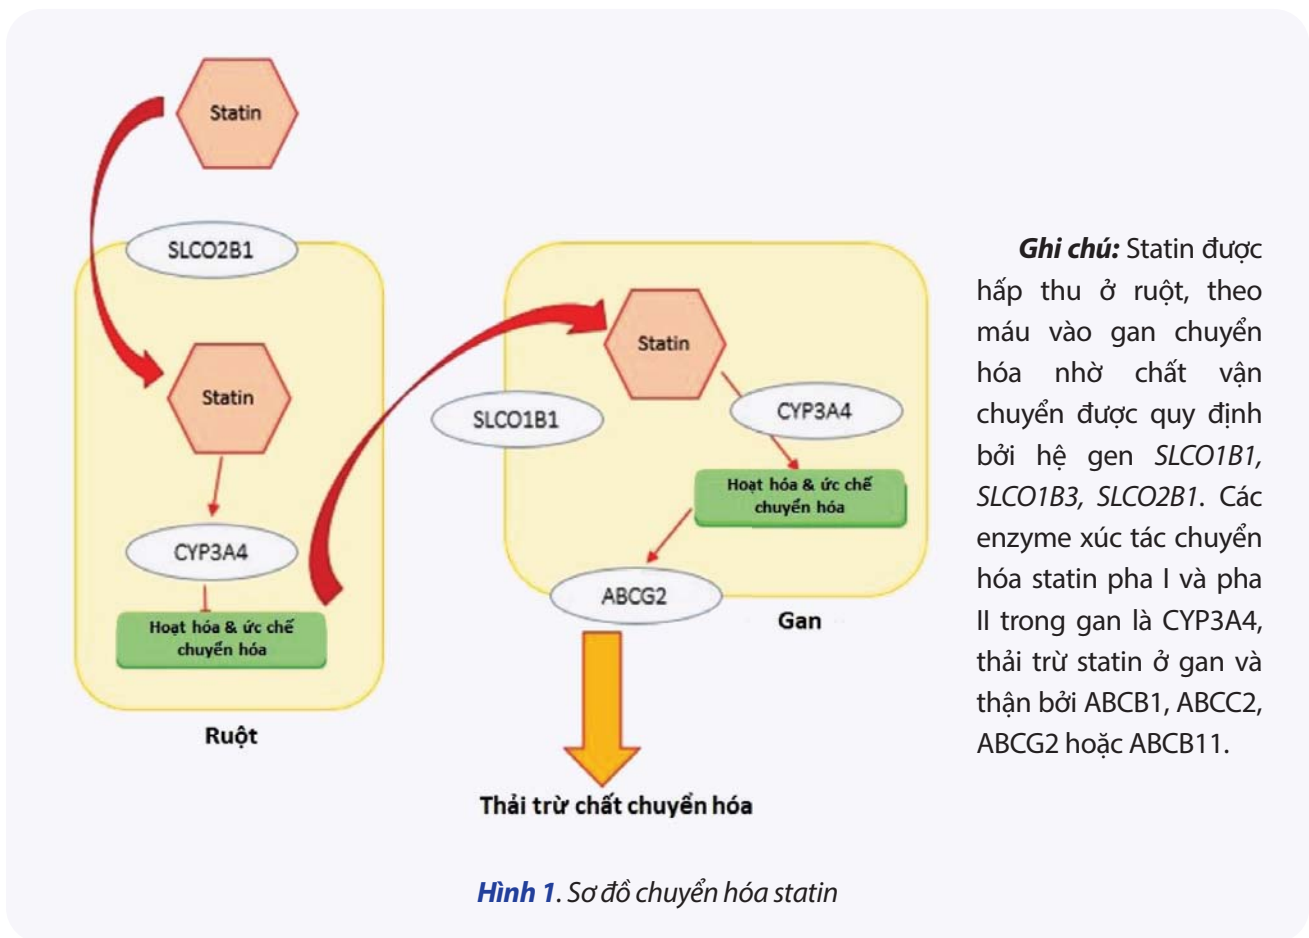 Statin
SLCO2B1
Statin
CYP3A4
Hoạt hóa & ức chế
chuyển hóa
Ruột
Statin
SLCO1B1
CYP3A4
Hoạt hóa & ức chế
chuyển hóa
ABCG2
Gan
Thải trừ chất chuyển hóa
Ghi chú: Statin được
hấp thu ở ruột, theo
máu vào gan chuyển
hóa nhờ chất vận
chuyển được quy định
bởi hệ gen SLCO1B1,
SLCO1B3, SLCO2B1. Các
enzyme xúc tác chuyển
hóa statin pha I và pha
II trong gan là CYP3A4,
thải trừ statin ở gan và
thận bởi ABCB1, ABCC2,
ABCG2 hoặc ABCB11.
Hình 1. Sơ đồ chuyển hóa statin